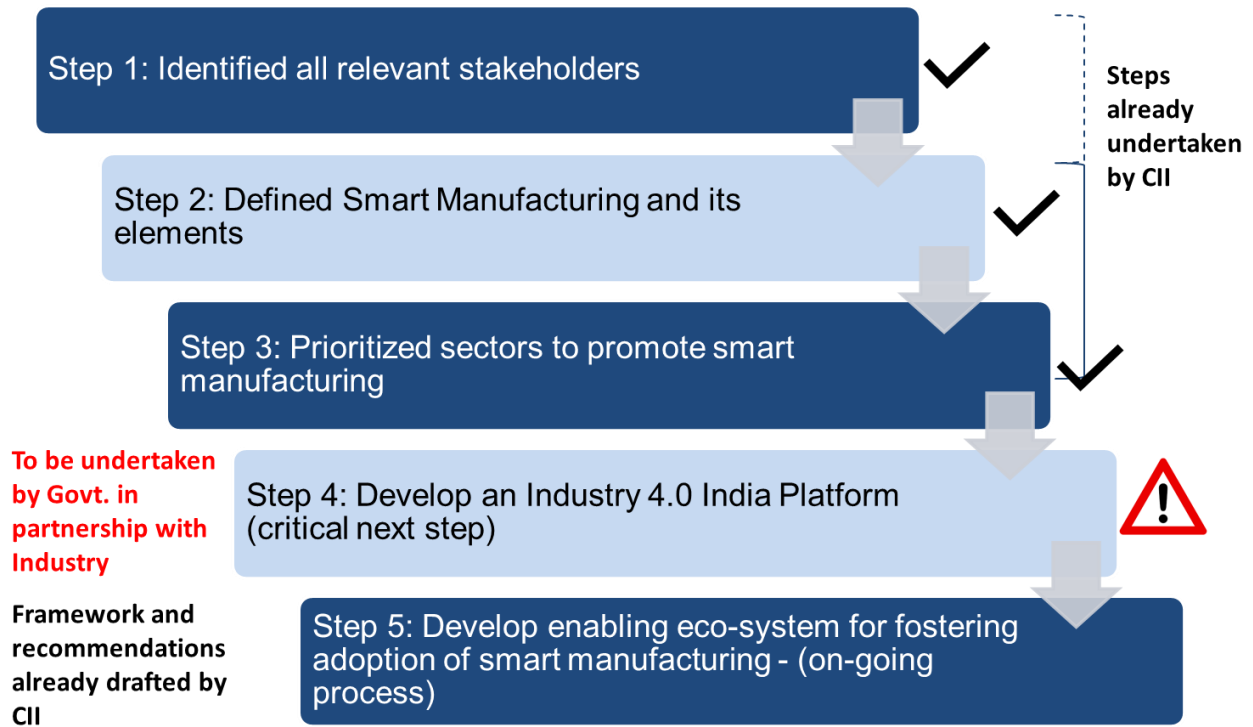 Step 1: Identified all relevant stakeholders
Steps
already
undertaken
by CII
Step 2: Defined Smart Manufacturing and its
elements
Step 3: Prioritized sectors to promote smart
manufacturing
To be undertaken
by Govt. in
partnership with
Industry
Step 4: Develop an Industry 4.0 India Platform
(critical next step)
Framework and
recommendations
already drafted by
CII
Step 5: Develop enabling eco-system for fostering
adoption of smart manufacturing - (on-going
process)